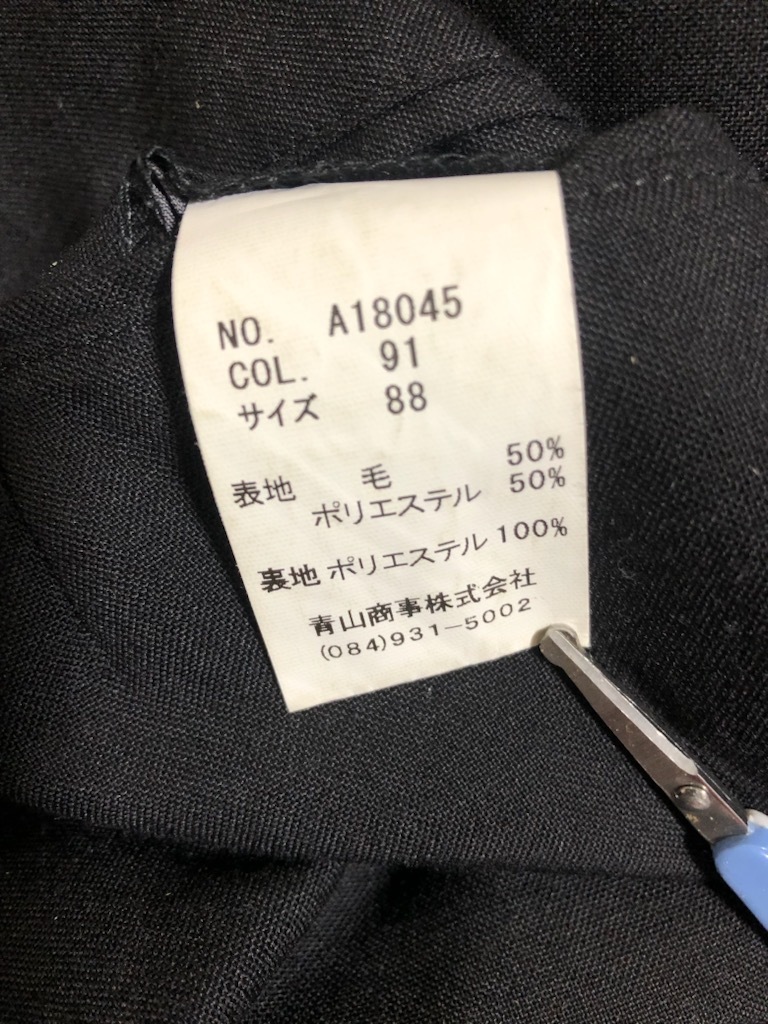 NO. A18045
COL. 91
サイズ 88
表地 毛 50%
ポリエステル 50%
裏地 ポリエステル 100%
青山商事株式会社
(084)931-5002